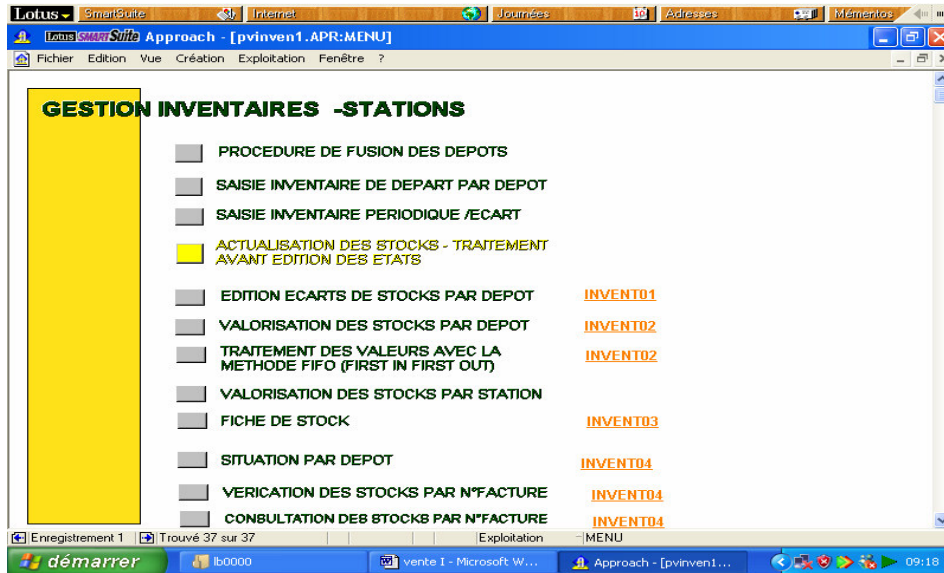 Lotus SmartSuite Internet Journées 10 Adresses Mémentos
Lotus SMARTSuite Approach - [pvinven1.APR:MENU]
Fichier Edition Vue Création Exploitation Fenêtre ?
GESTION INVENTAIRES -STATIONS
PROCEDURE DE FUSION DES DEPOTS
SAISIE INVENTAIRE DE DEPART PAR DEPOT
SAISIE INVENTAIRE PERIODIQUE /ECART
ACTUALISATION DES STOCKS - TRAITEMENT
AVANT EDITION DES ETATS
EDITION ECARTS DE STOCKS PAR DEPOT INVENT01
VALORISATION DES STOCKS PAR DEPOT INVENT02
TRAITEMENT DES VALEURS AVEC LA
METHODE FIFO (FIRST IN FIRST OUT) INVENT02
VALORISATION DES STOCKS PAR STATION
FICHE DE STOCK INVENT03
SITUATION PAR DEPOT INVENT04
VERICATION DES STOCKS PAR N°FACTURE INVENT04
CONSULTATION DES STOCKS PAR N°FACTURE INVENT04
Enregistrement 1 Trouvé 37 sur 37 Exploitation MENU
démarrer lb0000 vente I - Microsoft W... Approach - [pvinven1... 09:18